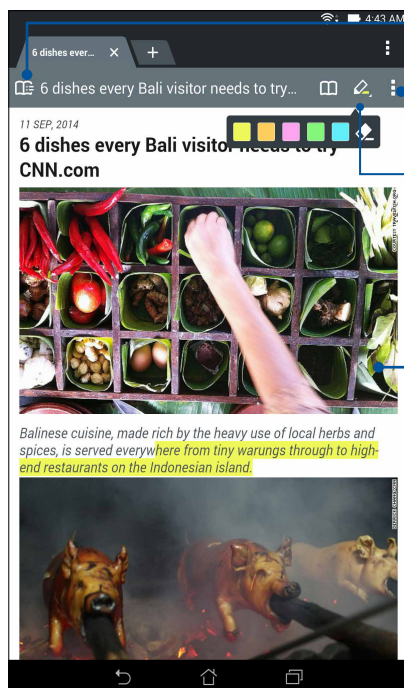 4:43 AM
6 dishes ever...
6 dishes every Bali visitor needs to try...
11 SEP, 2014
6 dishes every Bali visitor needs to try
CNN.com
Balinese cuisine, made rich by the heavy use of local herbs and
spices, is served everywhere from tiny warungs through to high-
end restaurants on the Indonesian island.